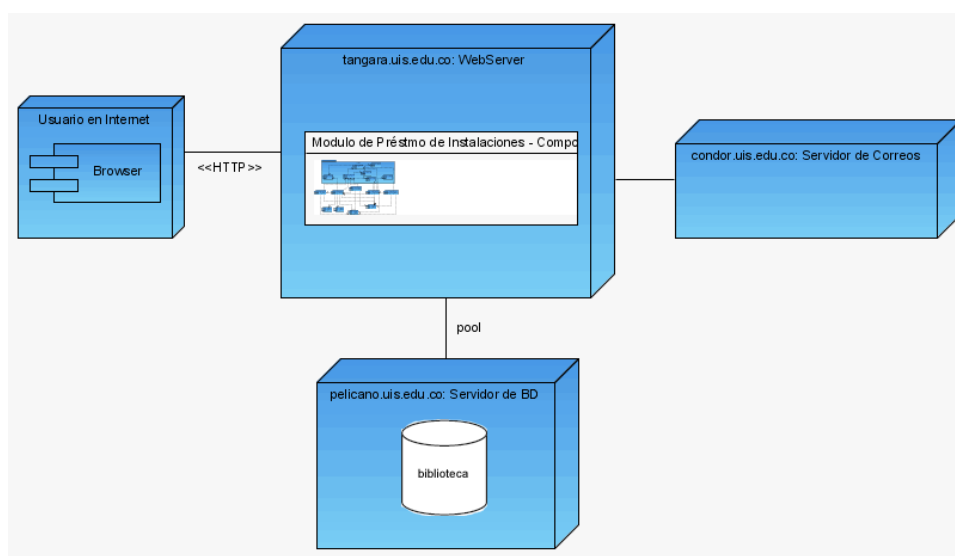 tangara.uis.edu.co: WebServer
Usuario en Internet
Browser
<<HTTP>>
Modulo de Préstmo de Instalaciones - Compo
condor.uis.edu.co: Servidor de Correos
pool
pelicano.uis.edu.co: Servidor de BD
biblioteca